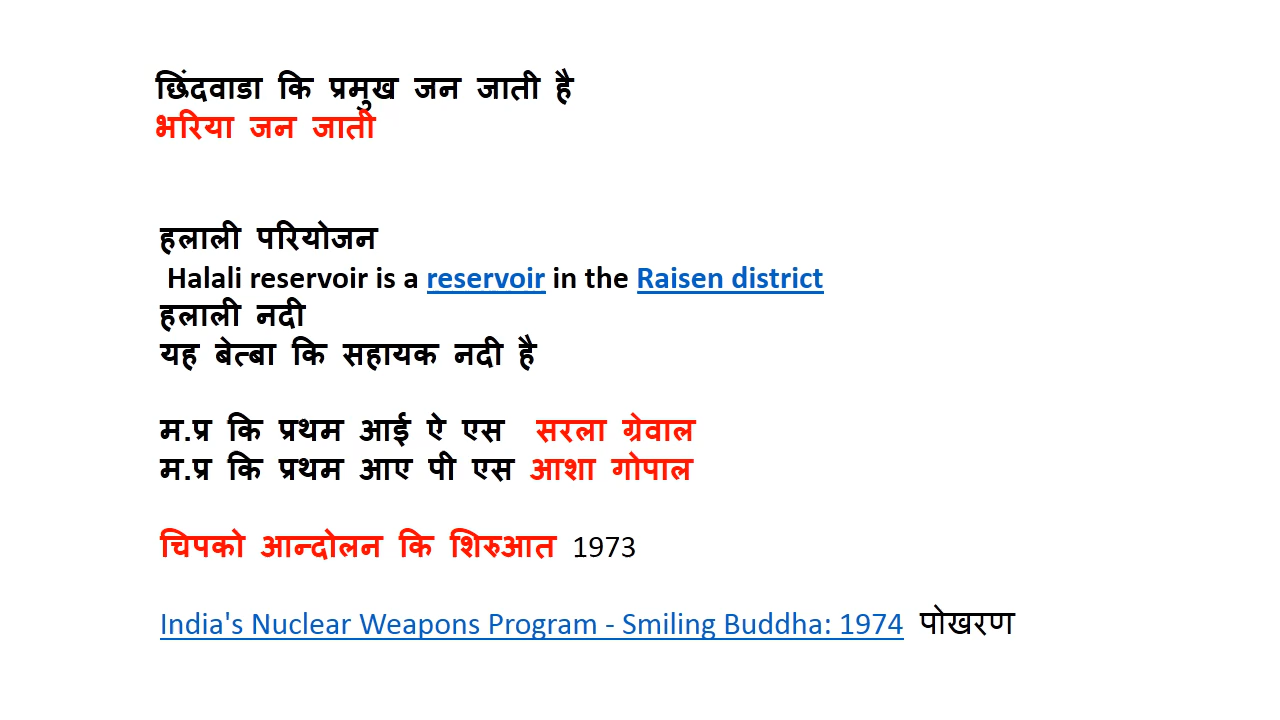 छिंदवाडा कि प्रमुख जन जाती है
भरिया जन जाती
हलाली परियोजन
Halali reservoir is a reservoir in the Raisen district
हलाली नदी
यह बेत्बा कि सहायक नदी है
म.प्र कि प्रथम आई ऐ एस सरला ग्रेवाल
म.प्र कि प्रथम आए पी एस आशा गोपाल
चिपको आन्दोलन कि शिरुआत 1973
India's Nuclear Weapons Program - Smiling Buddha: 1974 पोखरण